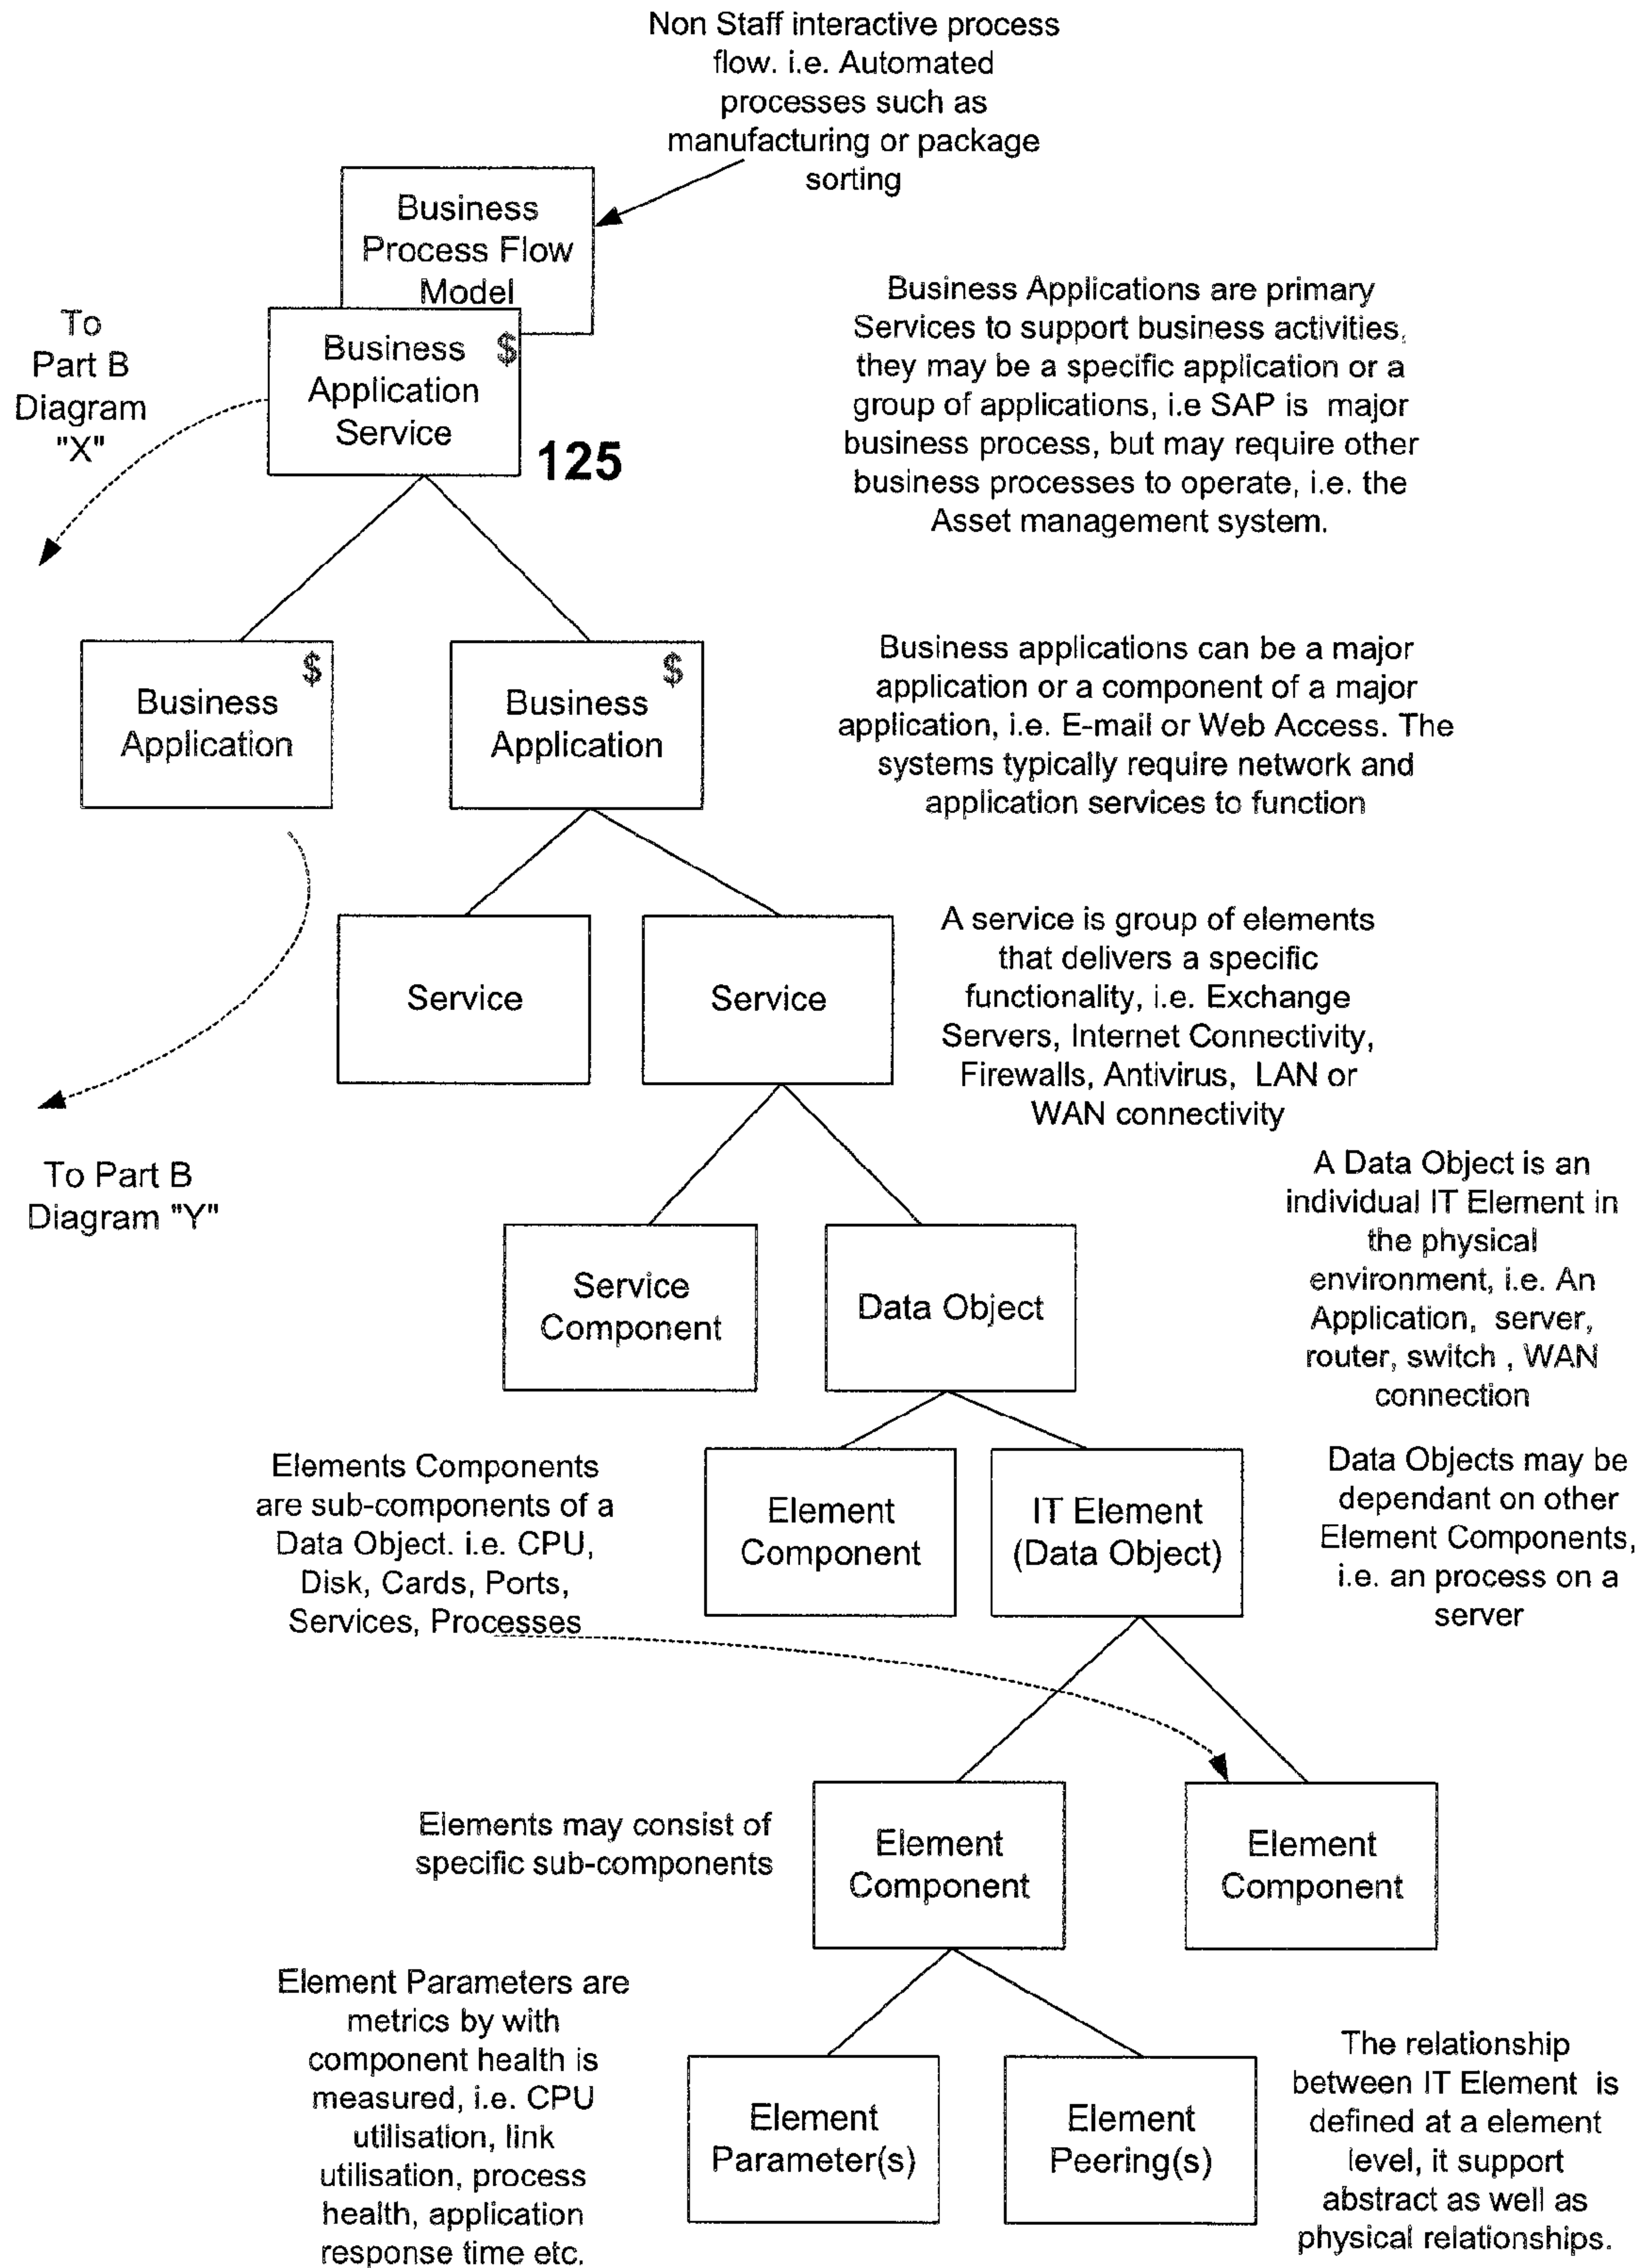 Non Staff interactive process
flow. i.e. Automated
processes such as
manufacturing or package
sorting
Business
Process Flow
Model
To
Part B
Diagram
"X"
Business $
Application
Service
125
Business Applications are primary
Services to support business activities,
they may be a specific application or a
group of applications, i.e SAP is major
business process, but may require other
business processes to operate, i.e. the
Asset management system.
$
Business
Application
$
Business
Application
Business applications can be a major
application or a component of a major
application, i.e. E-mail or Web Access. The
systems typically require network and
application services to function
Service
Service
A service is group of elements
that delivers a specific
functionality, i.e. Exchange
Servers, Internet Connectivity,
Firewalls, Antivirus, LAN or
WAN connectivity
To Part B
Diagram "Y"
Service
Component
Data Object
A Data Object is an
individual IT Element in
the physical
environment, i.e. An
Application, server,
router, switch , WAN
connection
Elements Components
are sub-components of a
Data Object. i.e. CPU,
Disk, Cards, Ports,
Services, Processes
Element
Component
IT Element
(Data Object)
Data Objects may be
dependant on other
Element Components,
i.e. an process on a
server
Elements may consist of
specific sub-components
Element
Component
Element
Component
Element Parameters are
metrics by with
component health is
measured, i.e. CPU
utilisation, link
utilisation, process
health, application
response time etc.
Element
Parameter(s)
Element
Peering(s)
The relationship
between IT Element is
defined at a element
level, it support
abstract as well as
physical relationships.